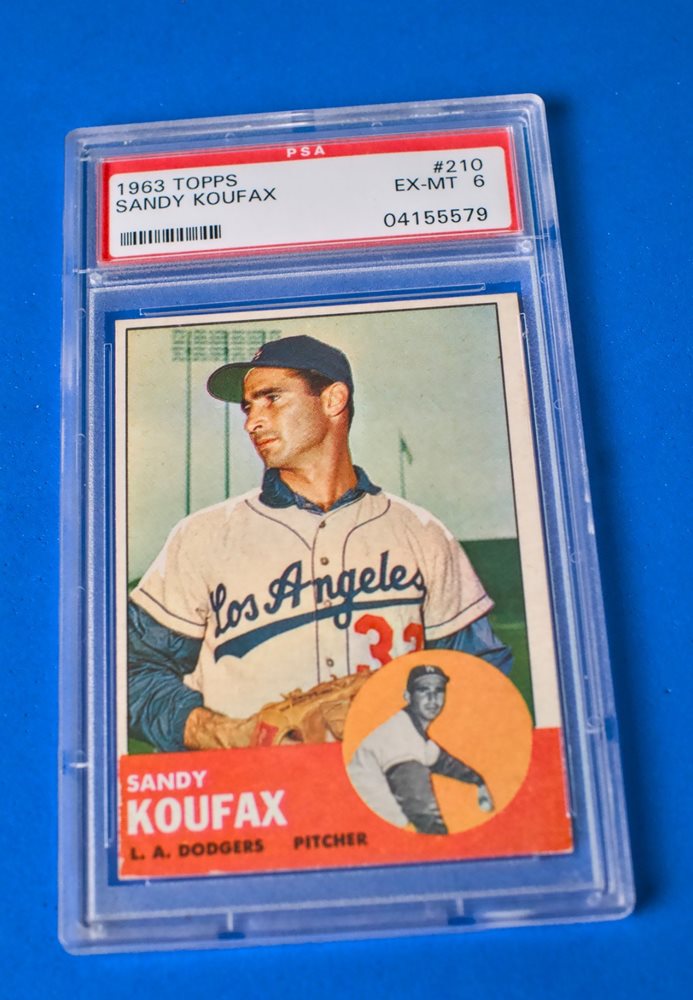 PSA
1963 TOPPS #210
SANDY KOUFAX EX-MT 6
04155579
Los Angeles
32
SANDY
KOUFAX
L. A. DODGERS PITCHER